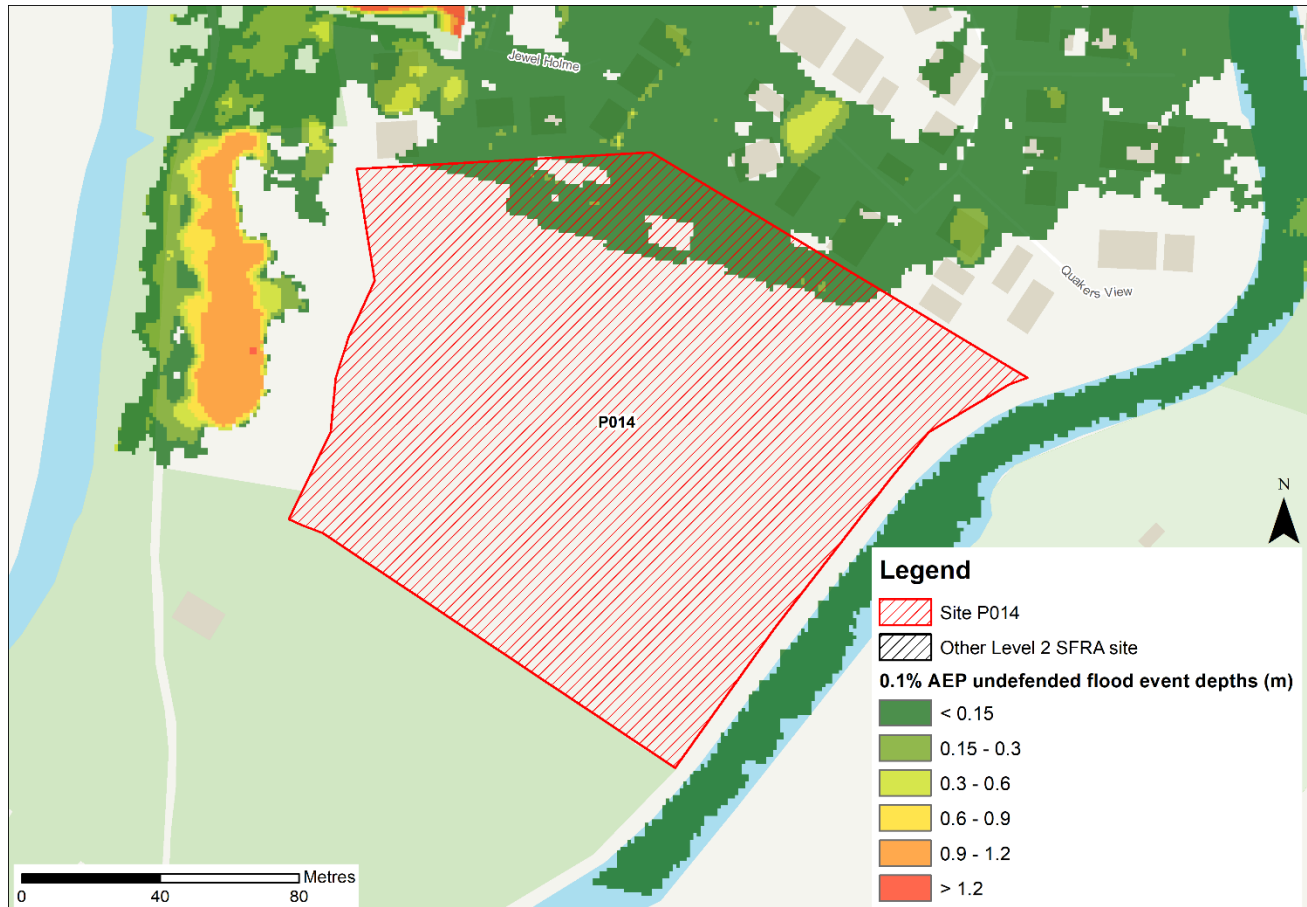 Jewel Holme
Quakers View
P014
N
Legend
Site P014
Other Level 2 SFRA site
0.1% AEP undefended flood event depths (m)
< 0.15
0.15 - 0.3
0.3 - 0.6
0.6 - 0.9
0.9 - 1.2
> 1.2
Metres
0 40 80